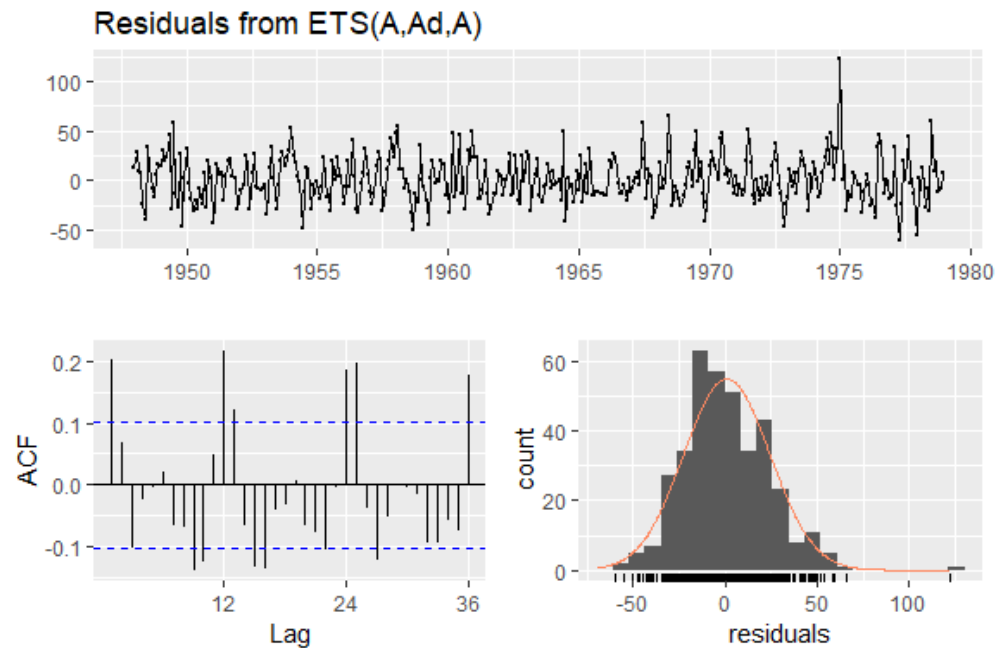 Residuals from ETS(A,Ad,A)
100
50
0
-50
1950 1955 1960 1965 1970 1975 1980
0.2
0.1
0.0
-0.1
ACF
12 24 36
Lag
60
40
20
0
count
-50 0 50 100
residuals